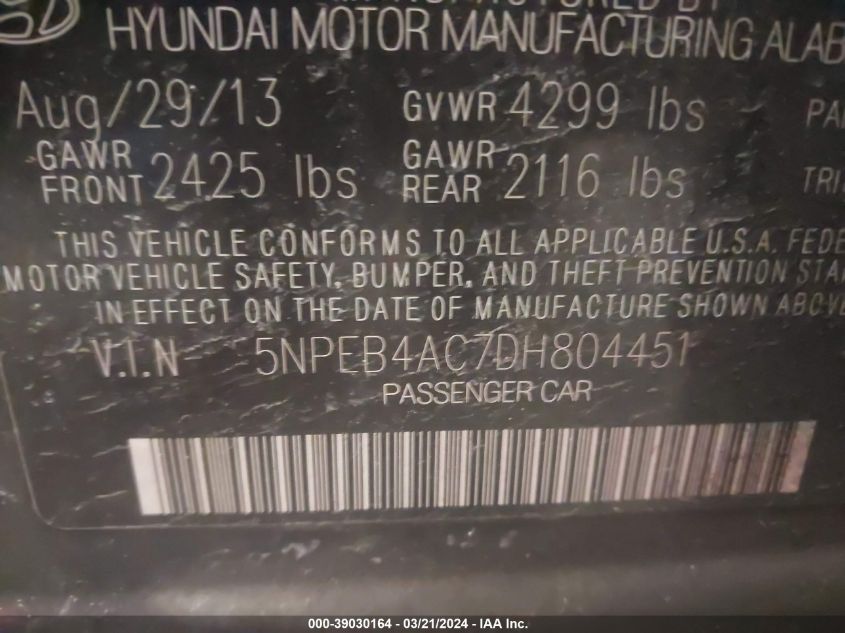 HYUNDAI MOTOR MANUFACTURING ALAB
Aug/29/13 GVWR 4299 lbs PA
GAWR FRONT 2425 lbs GAWR REAR 2116 lbs TRI
THIS VEHICLE CONFORMS TO ALL APPLICABLE U.S.A. FEDE
MOTOR VEHICLE SAFETY, BUMPER, AND THEFT PREVENTION STA
IN EFFECT ON THE DATE OF MANUFACTURE SHOWN ABOVE
V.I.N 5NPEB4AC7DH804451
PASSENGER CAR
000-39030164 - 03/21/2024 - IAA Inc.